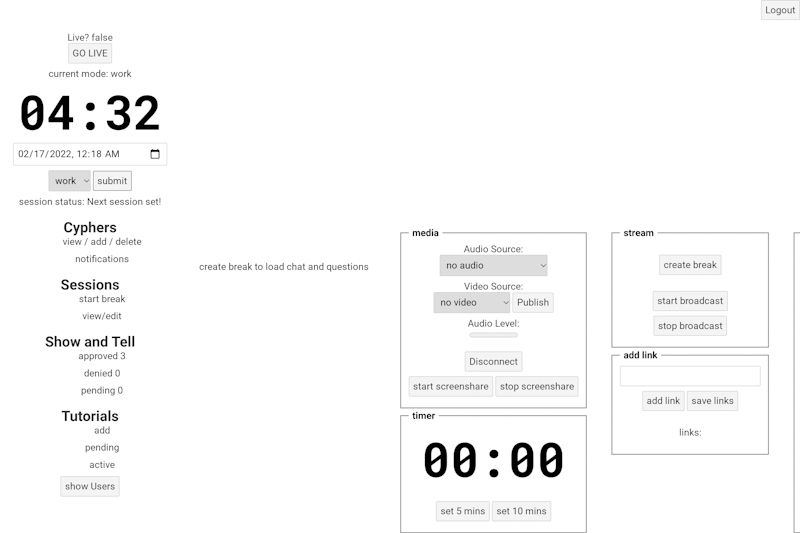 Logout
Live? false
GO LIVE
current mode: work
04:32
02/17/2022, 12:18 AM
work submit
session status: Next session set!
Cyphers
view / add / delete
notifications
Sessions
start break
view/edit
Show and Tell
approved 3
denied 0
pending 0
Tutorials
add
pending
active
show Users
create break to load chat and questions
media
Audio Source:
no audio
Video Source:
no video Publish
Audio Level:
Disconnect
start screenshare stop screenshare
timer
00:00
set 5 mins set 10 mins
stream
create break
start broadcast
stop broadcast
add link
add link save links
links: